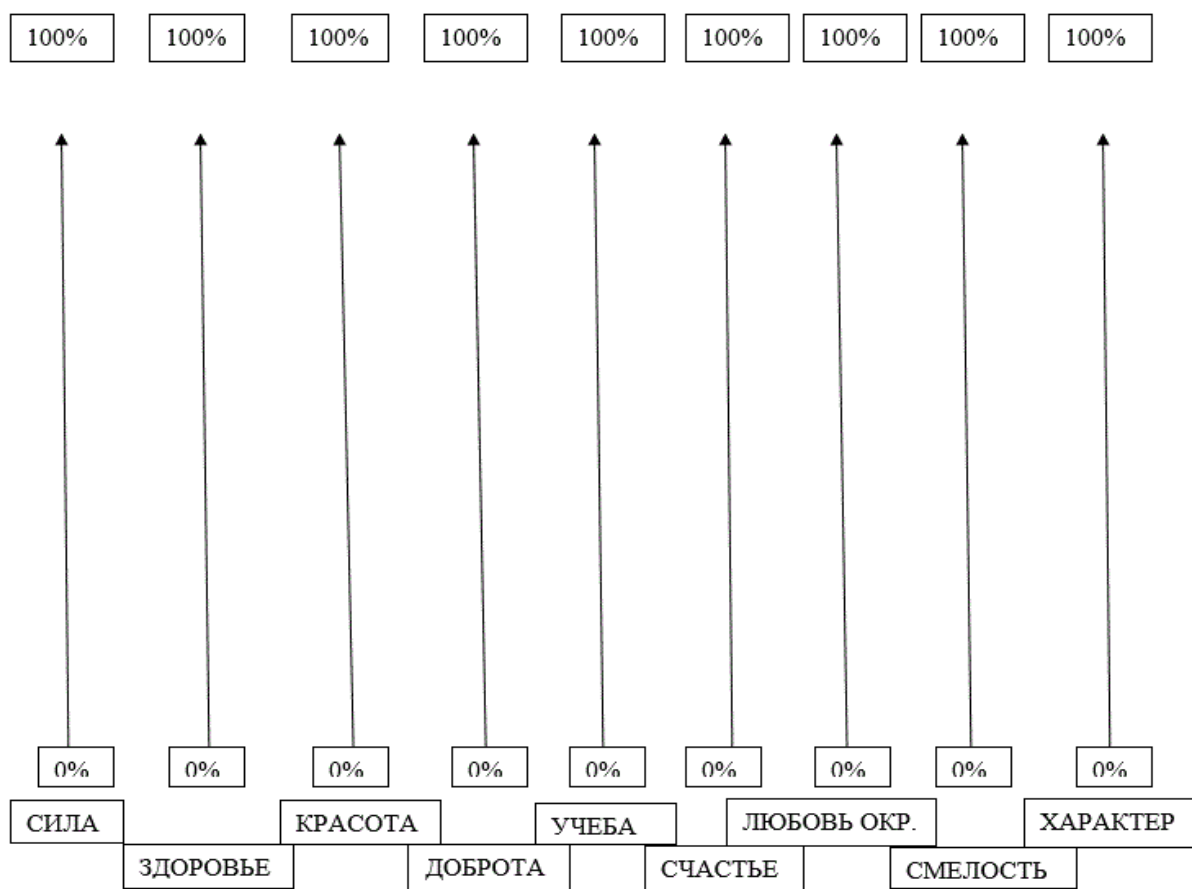 100% 100% 100% 100% 100% 100% 100% 100% 100%
0% 0% 0% 0% 0% 0% 0% 0% 0%
СИЛА КРАСОТА УЧЕБА ЛЮБОВЬ ОКР. ХАРАКТЕР
ЗДОРОВЬЕ ДОБРОТА СЧАСТЬЕ СМЕЛОСТЬ